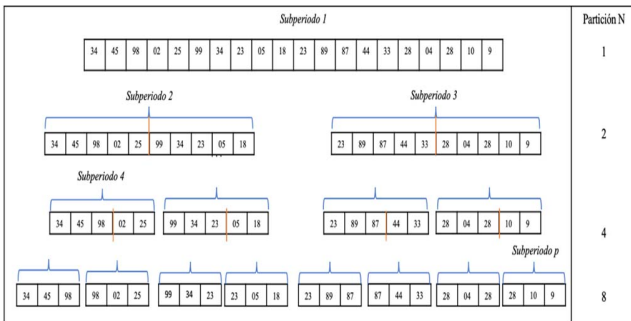 Subperiodo 1
Partición N
34 45 98 02 25 99 34 23 05 18 23 89 87 44 33 28 04 28 10 9
1
Subperiodo 2
Subperiodo 3
34 45 98 02 25 99 34 23 05 18
23 89 87 44 33 28 04 28 10 9
2
...
Subperiodo 4
34 45 98 02 25
99 34 23 05 18
23 89 87 44 33
28 04 28 10 9
4
Subperiodo p
34 45 98
98 02 25
99 34 23
23 05 18
23 89 87
87 44 33
28 04 28
28 10 9
8